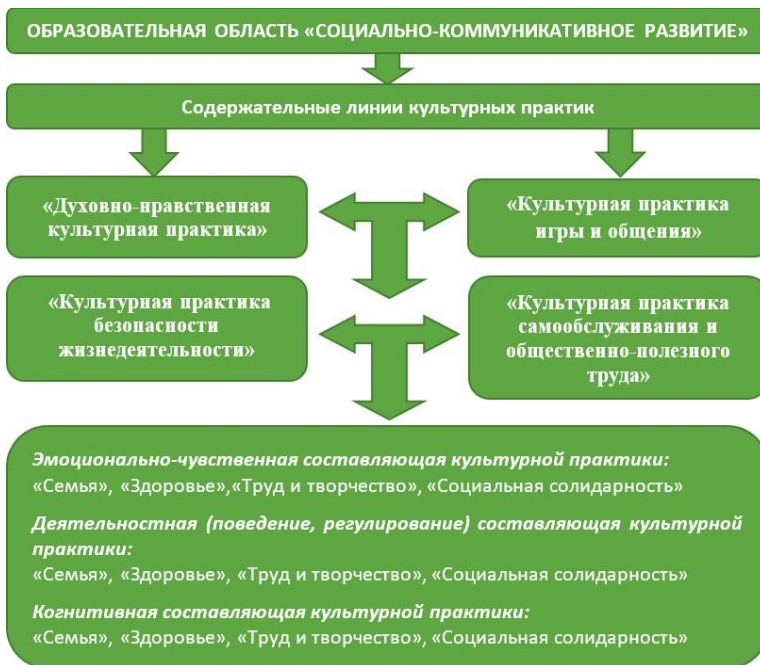 ОБРАЗОВАТЕЛЬНАЯ ОБЛАСТЬ «СОЦИАЛЬНО-КОММУНИКАТИВНОЕ РАЗВИТИЕ»
Содержательные линии культурных практик
«Духовно-нравственная
культурная практика»
«Культурная практика
игры и общения»
«Культурная практика
безопасности
жизнедеятельности»
«Культурная практика
самообслуживания и
общественно-полезного
труда»
Эмоционально-чувственная составляющая культурной практики:
«Семья», «Здоровье»,«Труд и творчество», «Социальная солидарность»
Деятельностная (поведение, регулирование) составляющая культурной
практики:
«Семья», «Здоровье», «Труд и творчество», «Социальная солидарность»
Когнитивная составляющая культурной практики:
«Семья», «Здоровье», «Труд и творчество», «Социальная солидарность»